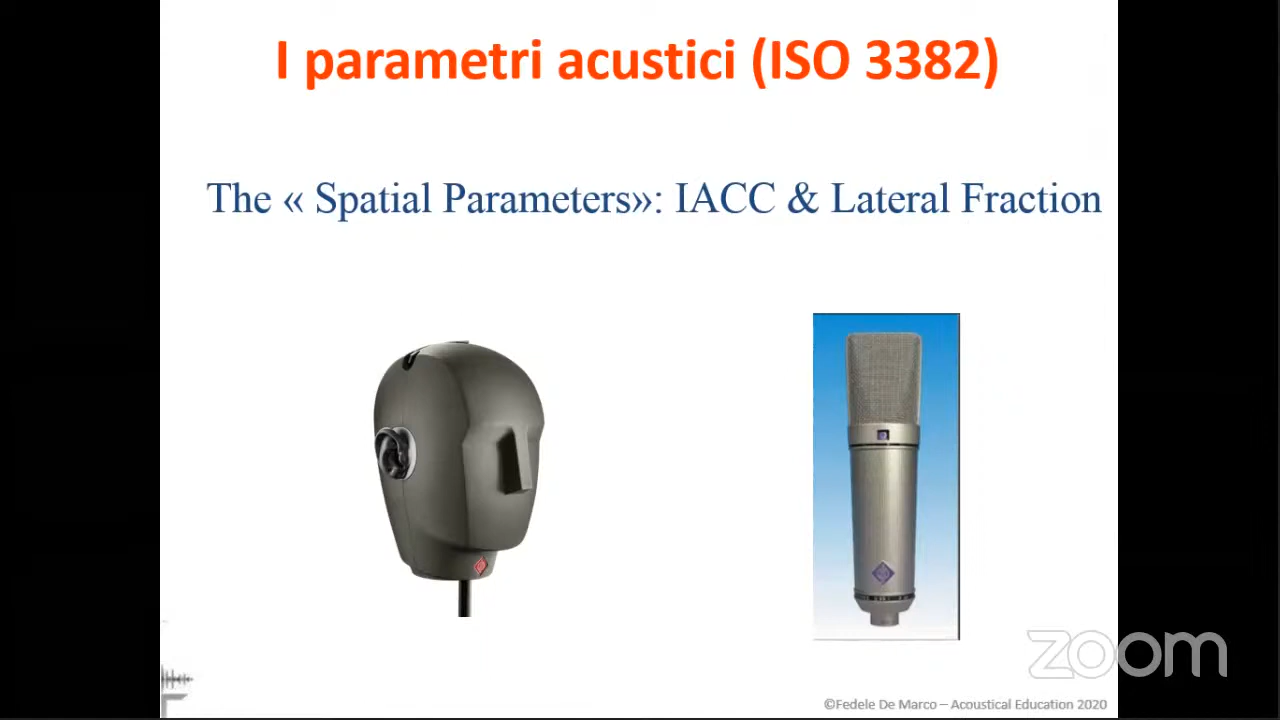 I parametri acustici (ISO 3382)
The « Spatial Parameters»: IACC & Lateral Fraction
zoom
©Fedele De Marco – Acoustical Education 2020